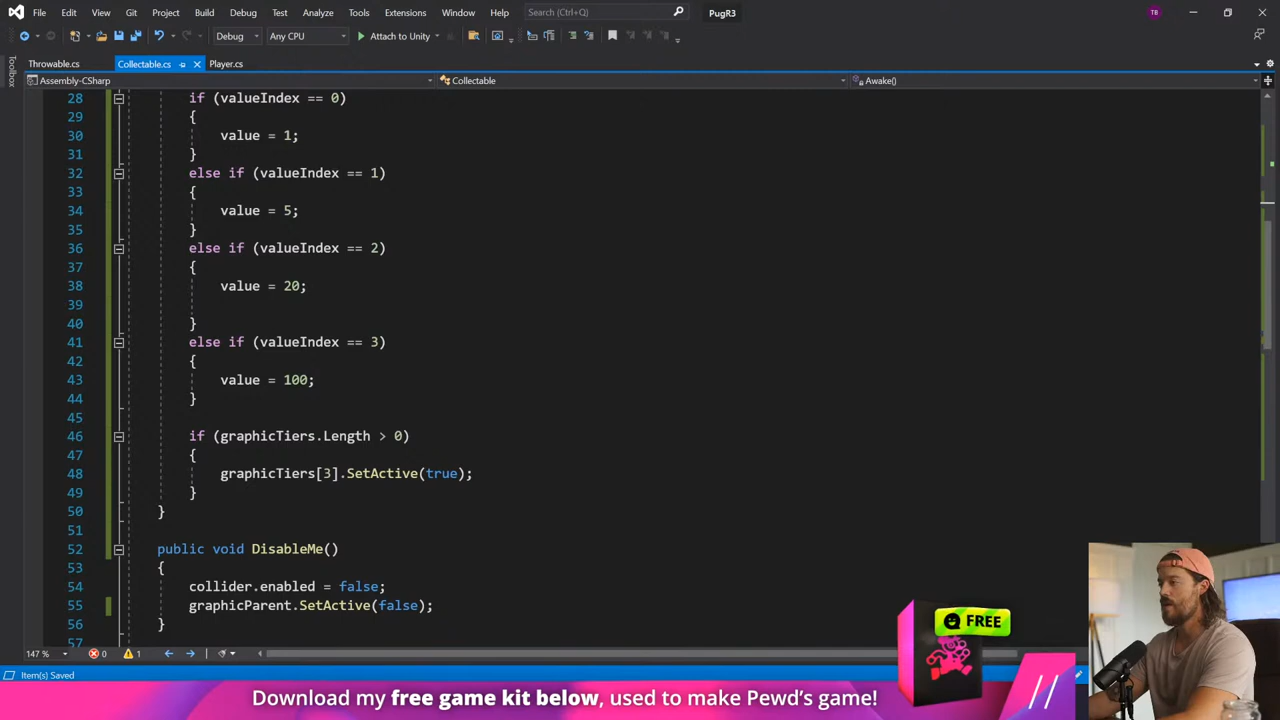 File Edit View Git Project Build Debug Test Analyze Tools Extensions Window Help Search (Ctrl+Q) PugR3 TB
Debug Any CPU Attach to Unity
Throwable.cs Collectable.cs Player.cs
Toolbox
Assembly-CSharp Collectable Awake()
28 if (valueIndex == 0)
29 {
30 value = 1;
31 }
32 else if (valueIndex == 1)
33 {
34 value = 5;
35 }
36 else if (valueIndex == 2)
37 {
38 value = 20;
39
40 }
41 else if (valueIndex == 3)
42 {
43 value = 100;
44 }
45
46 if (graphicTiers.Length > 0)
47 {
48 graphicTiers[3].SetActive(true);
49 }
50 }
51
52 public void DisableMe()
53 {
54 collider.enabled = false;
55 graphicParent.SetActive(false);
56 }
57
147 % 0 1
Item(s) Saved
FREE
Download my free game kit below, used to make Pewd's game! //